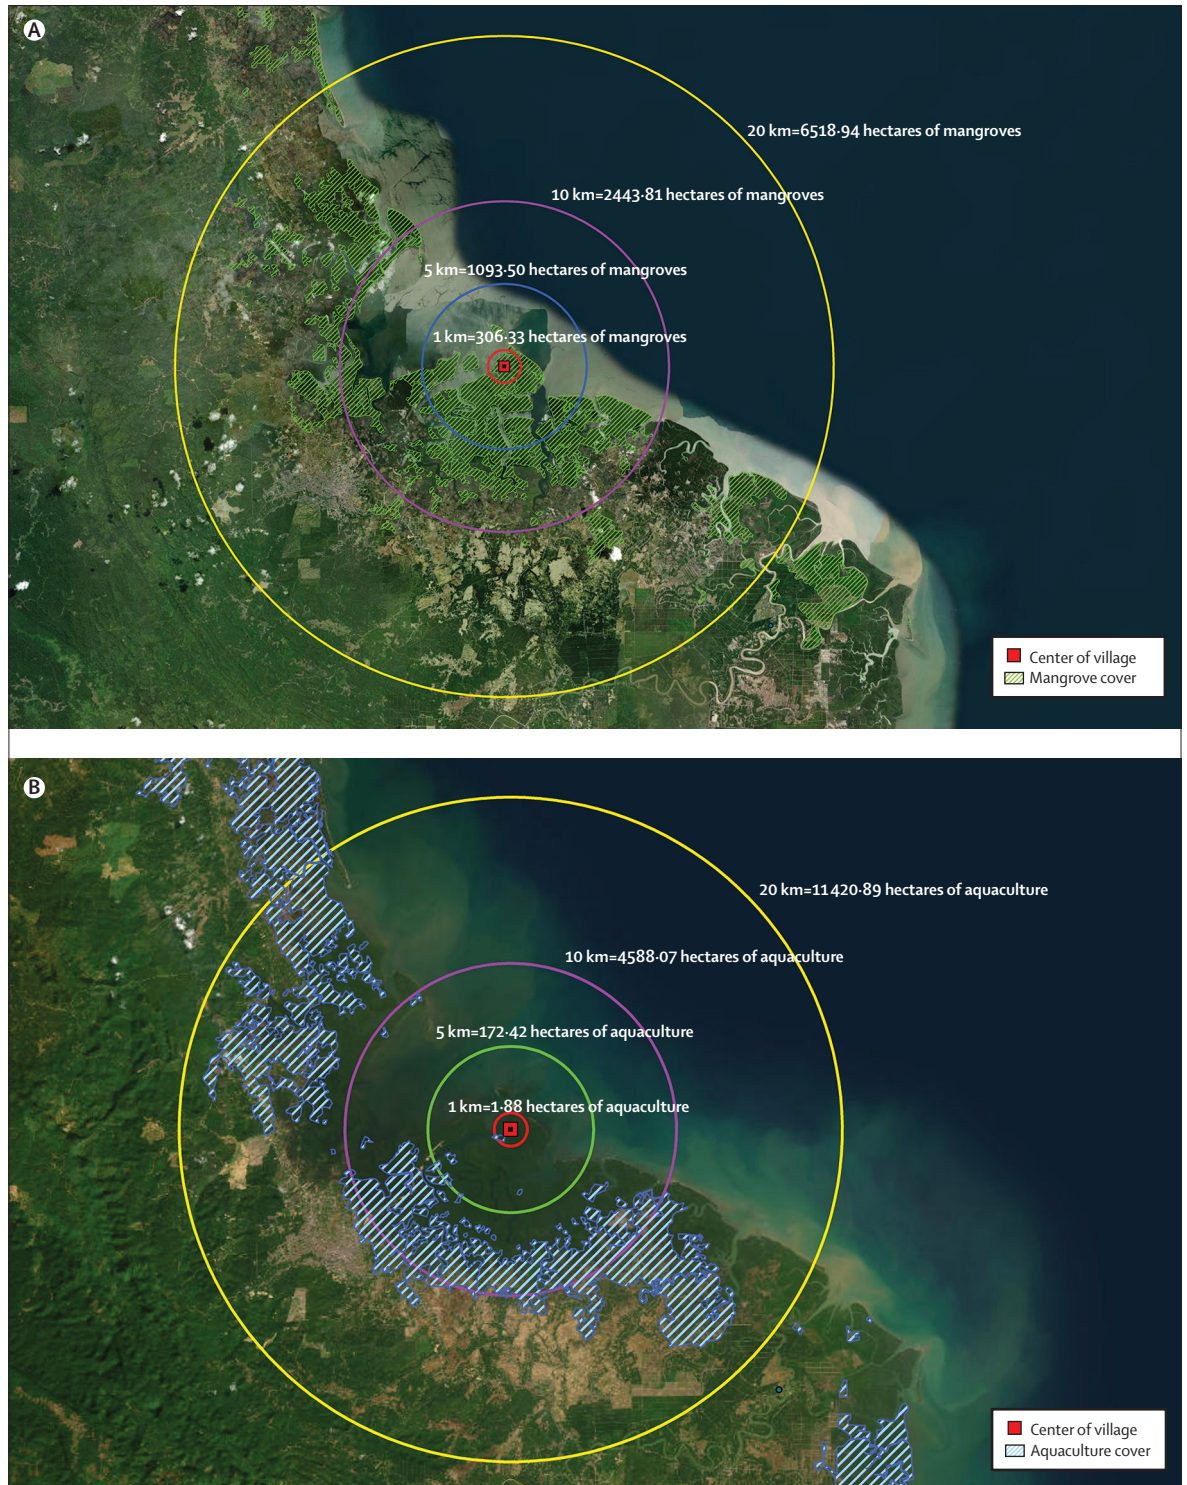 A
20 km=6518·94 hectares of mangroves
10 km=2443·81 hectares of mangroves
5 km=1093·50 hectares of mangroves
1 km=306·33 hectares of mangroves
Center of village
Mangrove cover
B
20 km=11 420·89 hectares of aquaculture
10 km=4588·07 hectares of aquaculture
5 km=172·42 hectares of aquaculture
1 km=1·88 hectares of aquaculture
Center of village
Aquaculture cover